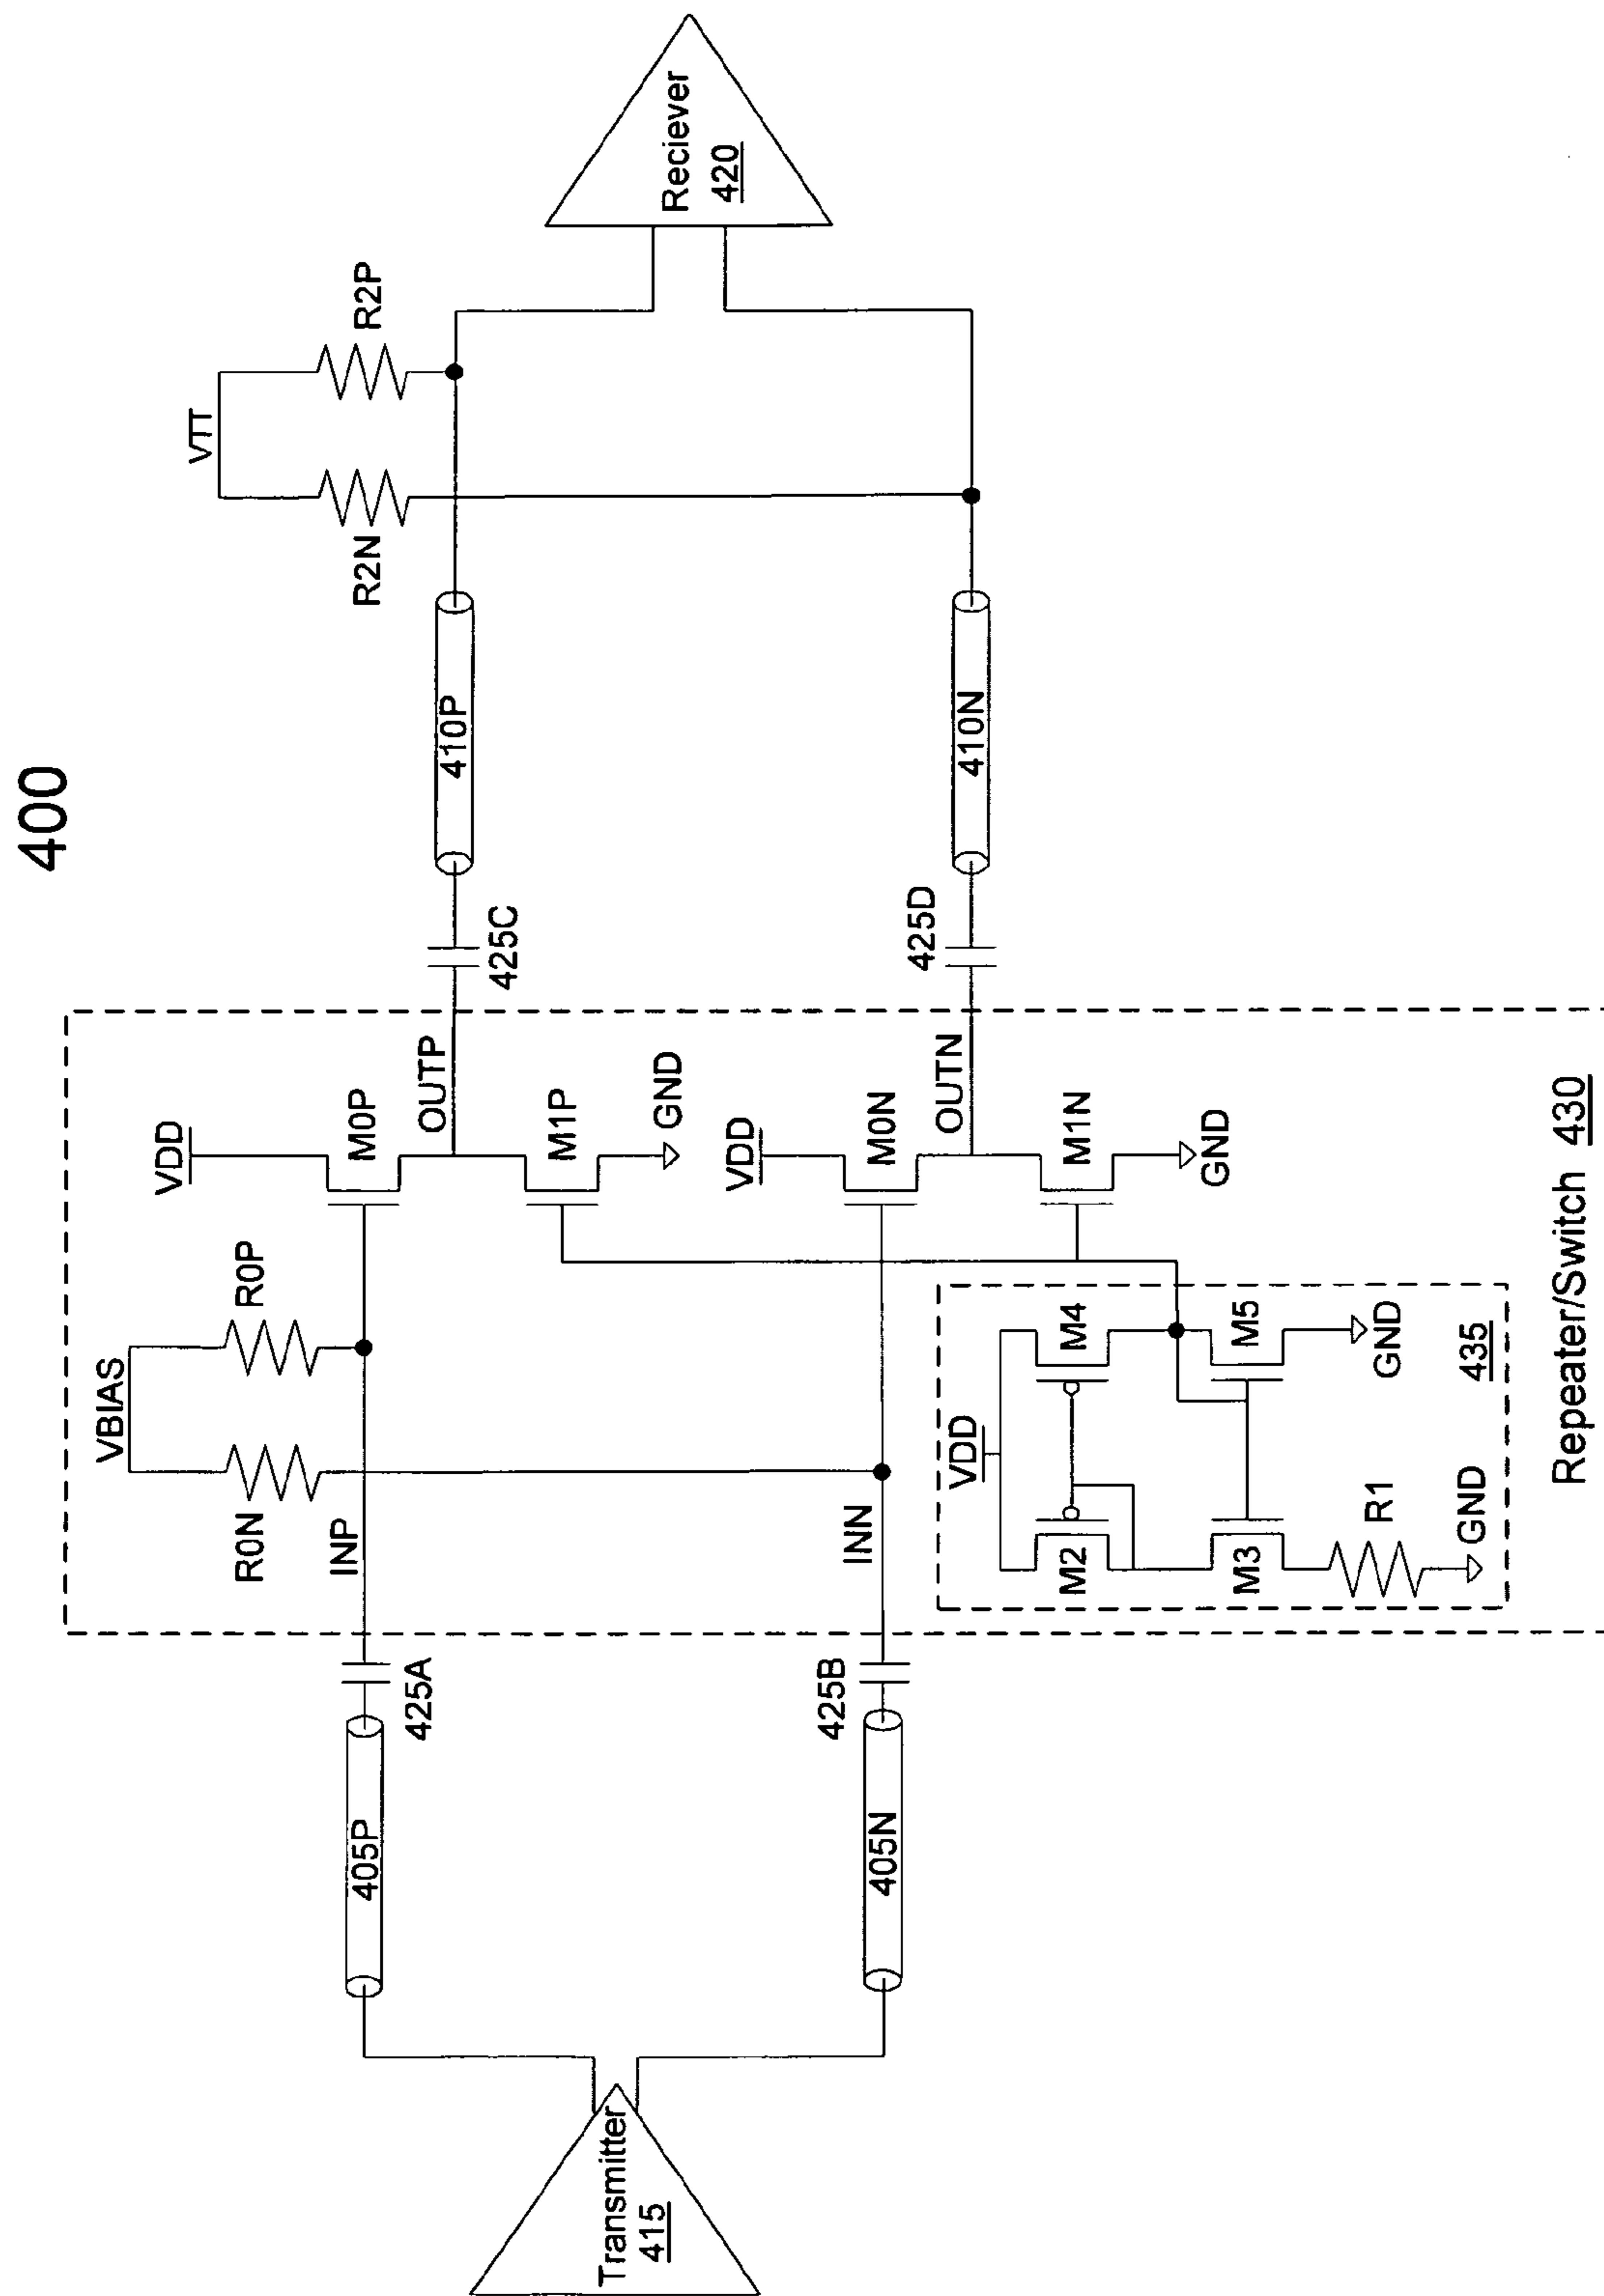 400
VTT
R2N
R2P
Reciever
420
VBIAS
R0N
R0P
VDD
M0P
INP
OUTP
405P
425A
425C
410P
M1P
GND
Transmitter
415
VDD
M0N
INN
OUTN
405N
425B
425D
410N
M1N
GND
VDD
M2
M4
M3
M5
R1
GND
GND
435
Repeater/Switch 430